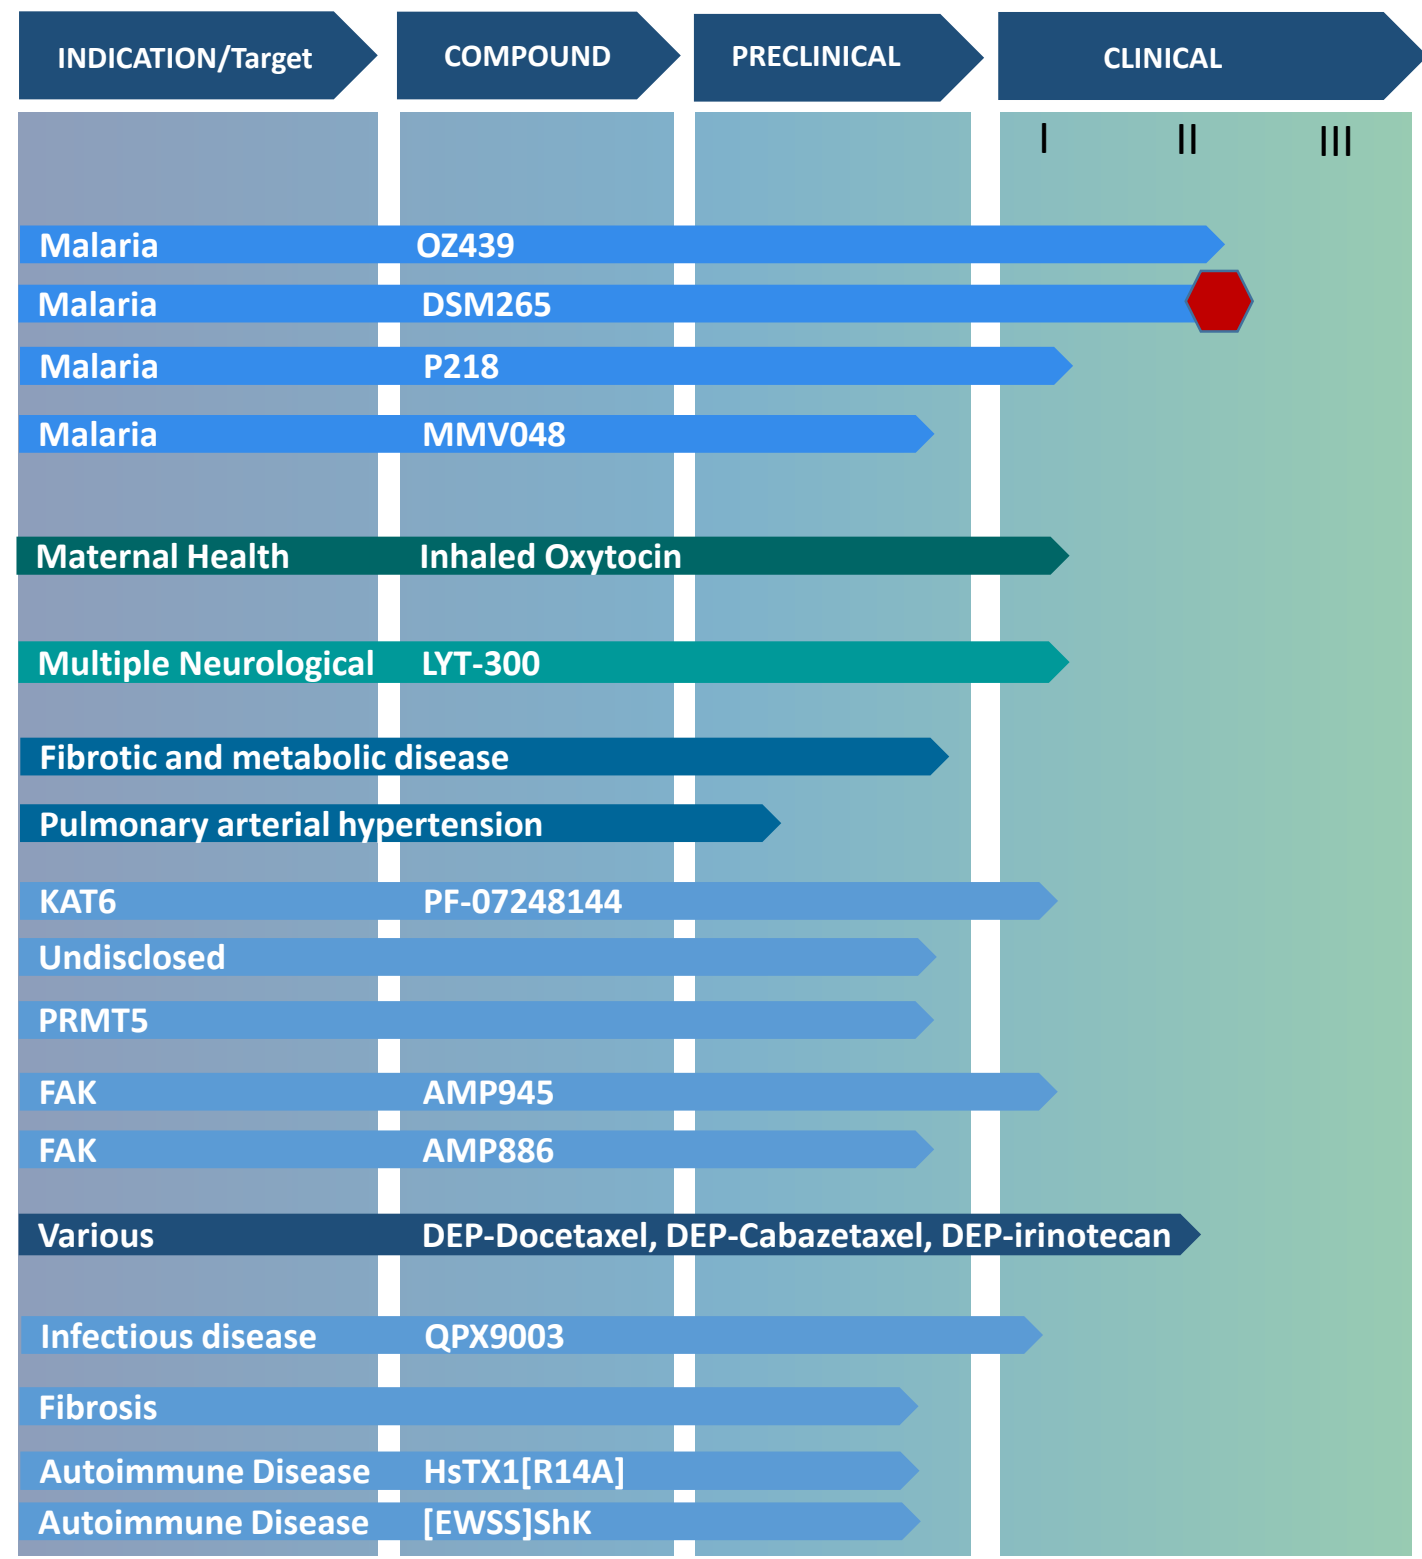 INDICATION/Target COMPOUND PRECLINICAL CLINICAL
I II III
Malaria OZ439
Malaria DSM265
Malaria P218
Malaria MMV048
Maternal Health Inhaled Oxytocin
Multiple Neurological LYT-300
Fibrotic and metabolic disease
Pulmonary arterial hypertension
KAT6 PF-07248144
Undisclosed
PRMT5
FAK AMP945
FAK AMP886
Various DEP-Docetaxel, DEP-Cabazetaxel, DEP-irinotecan
Infectious disease QPX9003
Fibrosis
Autoimmune Disease HsTX1[R14A]
Autoimmune Disease [EWSS]ShK